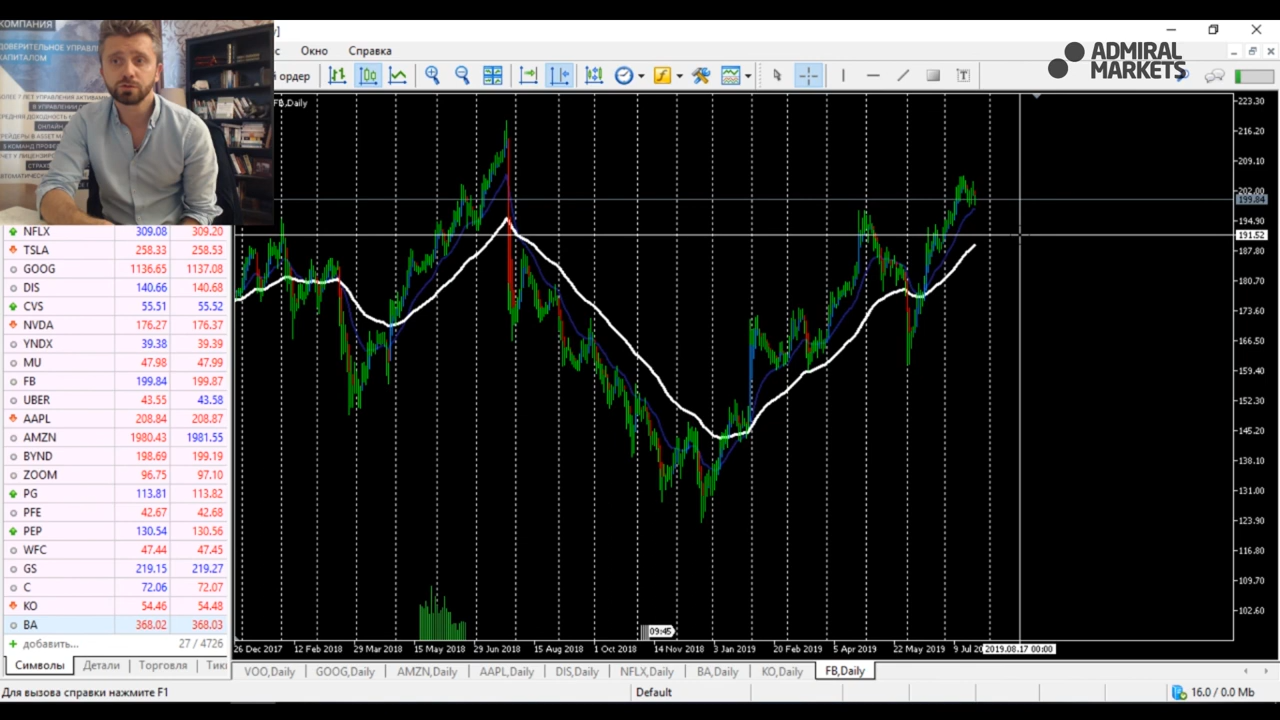 КОМПАНИЯ
ДОВЕРИТЕЛЬНОЕ УПРАВЛ
КАПИТАЛОМ
В УПРАВЛЕНИ
ОНЛАЙН
В КОМАНД
СТРАХО
Окно Справка
ордер
ADMIRAL
MARKETS
FB,Daily
223.30
216.20
209.10
202.00
199.84
194.90
191.52
187.80
180.70
173.60
166.50
159.40
152.30
145.20
138.10
131.00
123.90
116.80
109.70
102.60
NFLX 309.08 309.20
TSLA 258.33 258.53
GOOG 1136.65 1137.08
DIS 140.66 140.68
CVS 55.51 55.52
NVDA 176.27 176.37
YNDX 39.38 39.39
MU 47.98 47.99
FB 199.84 199.87
UBER 43.55 43.58
AAPL 208.84 208.87
AMZN 1980.43 1981.55
BYND 198.69 199.19
ZOOM 96.75 97.10
PG 113.81 113.82
PFE 42.67 42.68
PEP 130.54 130.56
WFC 47.44 47.45
GS 219.15 219.27
C 72.06 72.07
KO 54.46 54.48
BA 368.02 368.03
добавить... 27 / 4726
Символы Детали Торговля Тик
09:45
26 Dec 2017 12 Feb 2018 29 Mar 2018 15 May 2018 29 Jun 2018 15 Aug 2018 1 Oct 2018 14 Nov 2018 3 Jan 2019 20 Feb 2019 5 Apr 2019 22 May 2019 9 Jul 20 2019.08.17 00:00
VOO,Daily GOOG,Daily AMZN,Daily AAPL,Daily DIS,Daily NFLX,Daily BA,Daily KO,Daily FB,Daily
Для вызова справки нажмите F1 Default 16.0 / 0.0 Mb